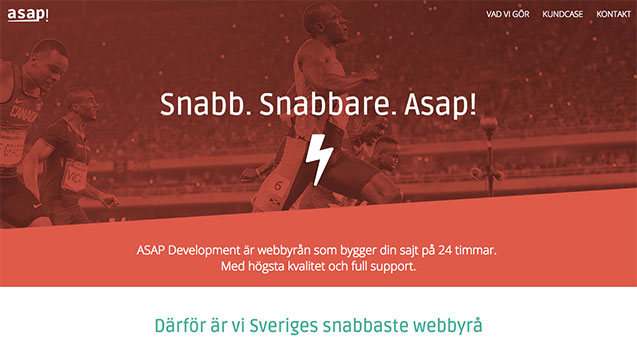 asap!
VAD VI GÖR KUNDCASE KONTAKT
Snabb. Snabbare. Asap!
6
ASAP Development är webbyrån som bygger din sajt på 24 timmar.
Med högsta kvalitet och full support.
Därför är vi Sveriges snabbaste webbyrå